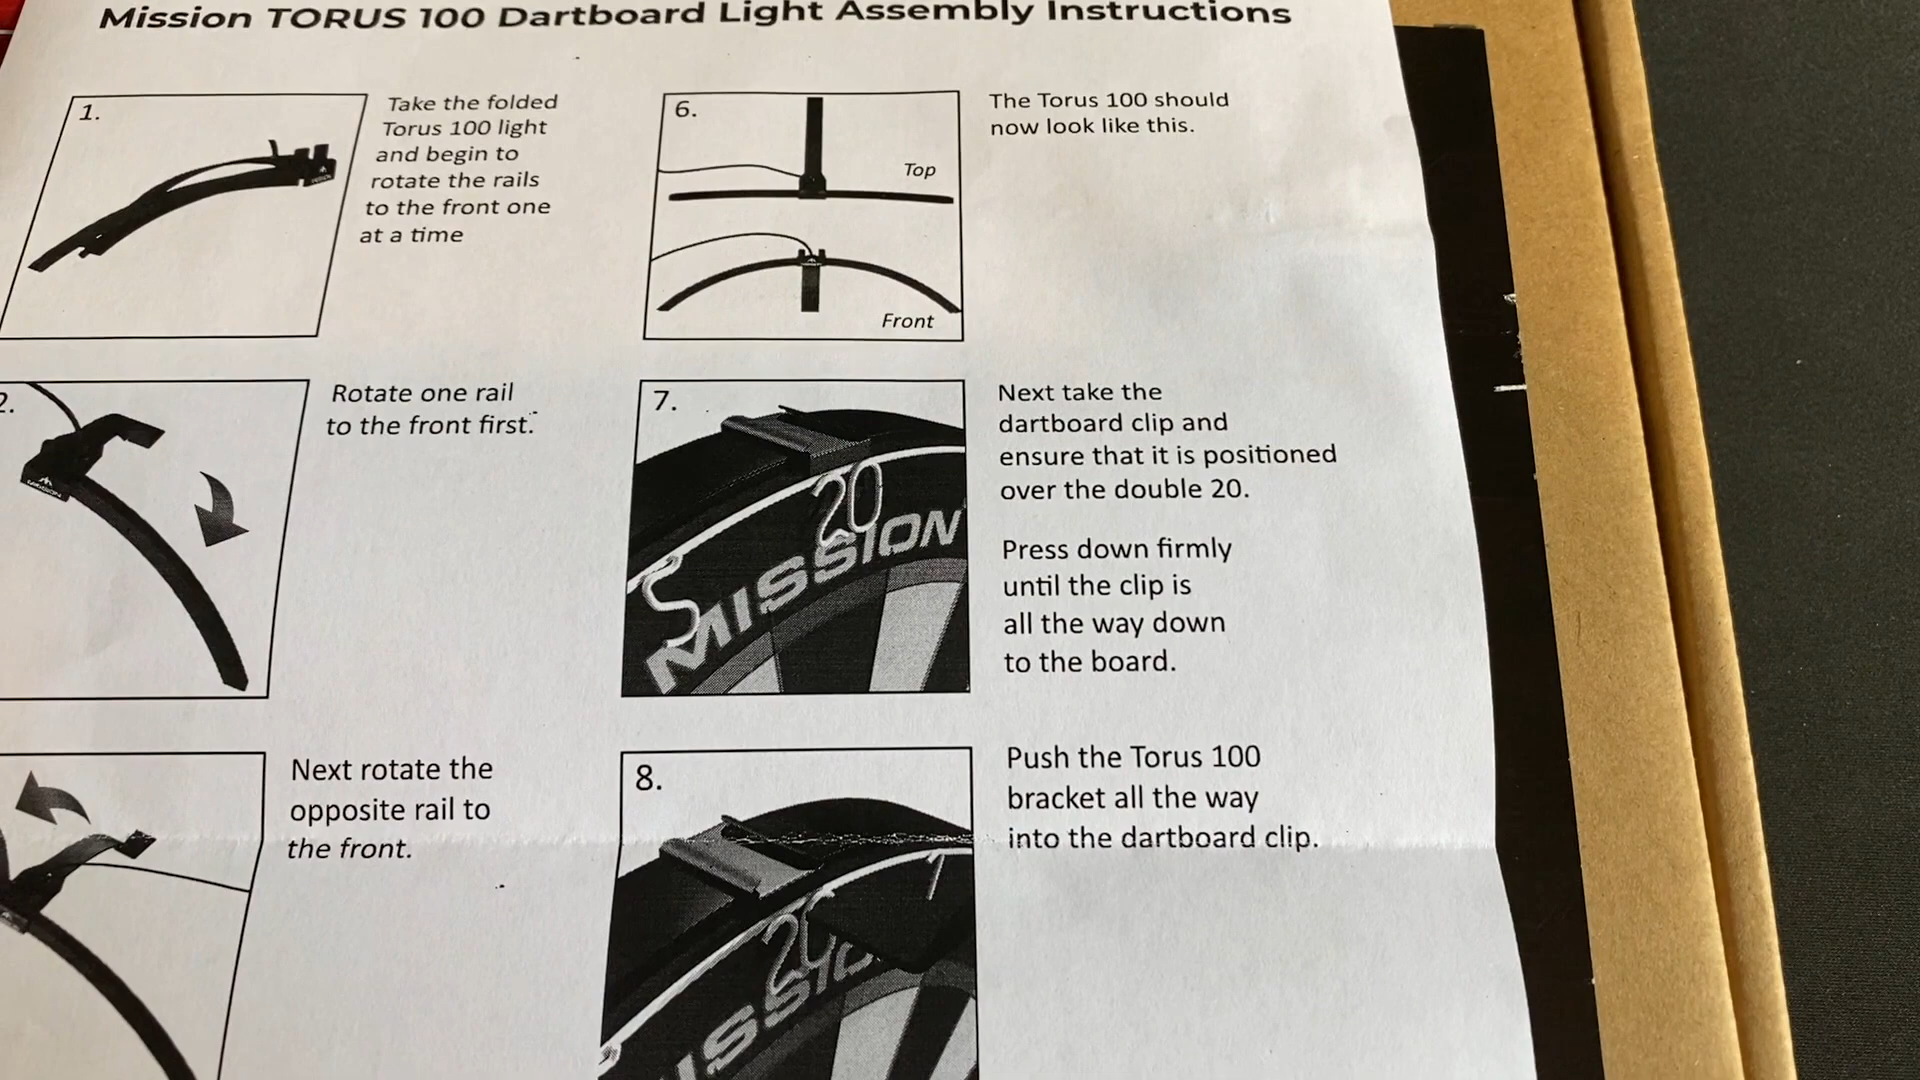 Mission TORUS 100 Dartboard Light Assembly Instructions
1.
Take the folded
Torus 100 light
and begin to
rotate the rails
to the front one
at a time
2.
Rotate one rail
to the front first.
Next rotate the
opposite rail to
the front.
6.
Top
Front
The Torus 100 should
now look like this.
7.
20
5
MISSION
Next take the
dartboard clip and
ensure that it is positioned
over the double 20.
Press down firmly
until the clip is
all the way down
to the board.
8.
1
20
Push the Torus 100
bracket all the way
into the dartboard clip.